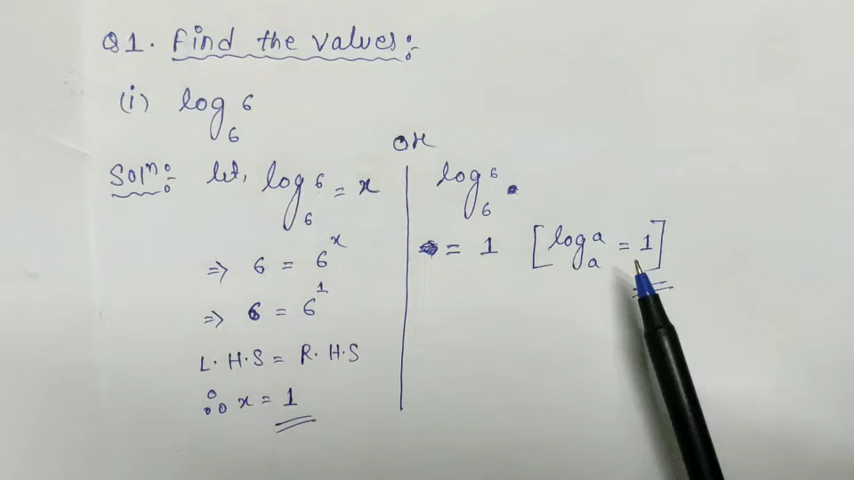 Q1. Find the values:
(i) log₆ 6
Solⁿ: let, log₆ 6 = x
⇒ 6 = 6ˣ
⇒ 6 = 6¹
L.H.S = R.H.S
∴ x = 1
OR
log₆ 6.
= 1 [logₐ a = 1]